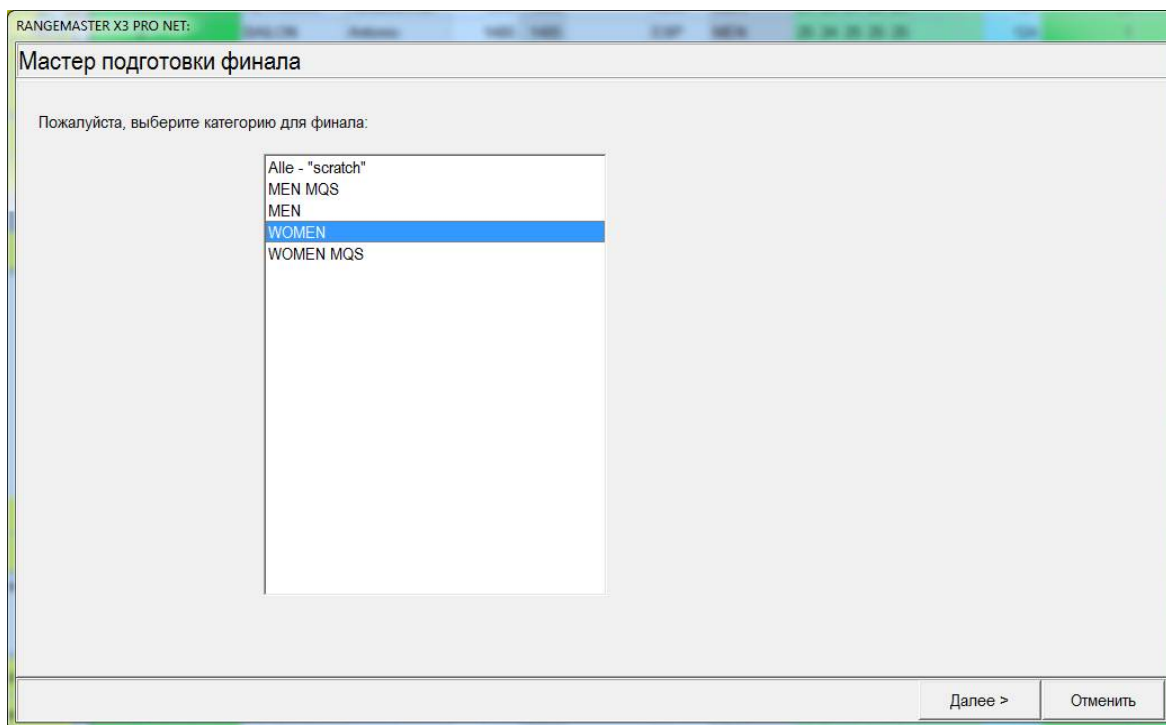 RANGEMASTER X3 PRO NET:
Мастер подготовки финала
Пожалуйста, выберите категорию для финала:
Alle - "scratch"
MEN MQS
MEN
WOMEN
WOMEN MQS
Далее >
Отменить